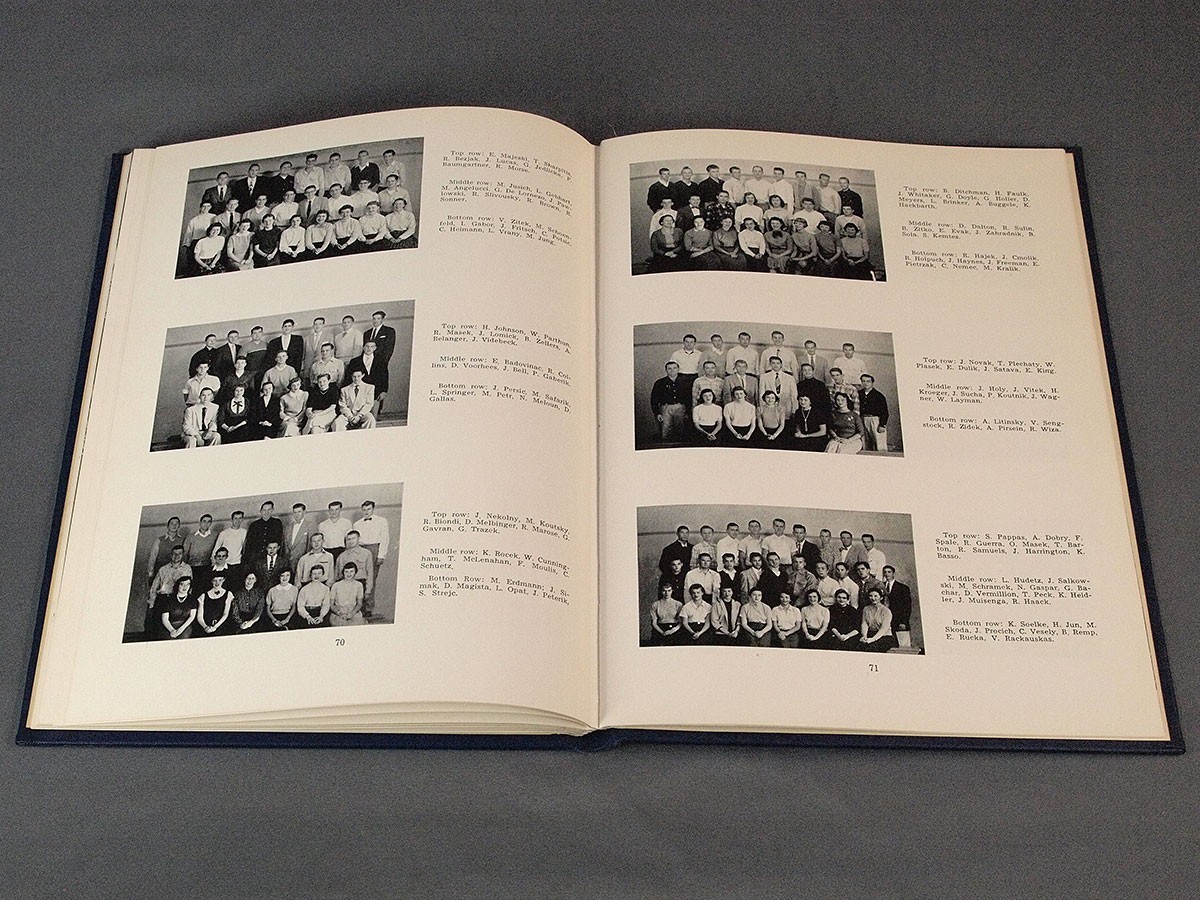 Top row: E. Majeski, T. Skarpitte,
R. Bezjak, J. Lucas, G. Jedlicka, P.
Baumgartner, R. Morse.
Middle row: M. Jusich, L. Gebhart,
M. Angelucci, G. De Lorneso, J. Paw-
lowski, R. Slivousky, R. Brown, R.
Sonner.
Bottom row: V. Zitek, M. Schoen-
feld, I. Gabor, J. Fritsch, C.
C. Heimann, L. Vrany, M. Jung.
Top row: H. Johnson, W. Parthun,
R. Masek, J. Lomick, B. Zellers, A.
Belanger, J. Videbeck.
Middle row: E. Badovinac, R. Col-
lins, D. Voorhees, J. Bell, P. Gaberik.
Bottom row: J. Persic, M. Safarik,
L. Springer, M. Petr, N. Meloun, D.
Gallas.
Top row: J. Nekolny, M. Koutsky,
R. Biondi, D. Melbinger, R. Marose, G.
Gavran, G. Trazek.
Middle row: K. Rocek, W. Cunning-
ham, T. McLenahan, F. Moulis, C.
Schuetz.
Bottom Row: M. Erdmann; J. Si-
mak, D. Magista, L. Opat, J. Peterik,
S. Strejc.
70
Top row: B. Ditchman, H. Faulk,
J. Whitaker, G. Doyle, G. Holler, D.
Meyers, L. Brinker, A. Buggele, K.
Hackbarth.
Middle row: D. Dalton, R. Sulin,
B. Zitko, E. Evak, J. Zahradnik, B.
Sola, S. Kemtes.
Bottom row: R. Hajek, J. Cmolik,
R. Holpuch, J. Haynes, J. Freeman, E.
Pietrzak, C. Nemec, M. Kralik.
Top row: J. Novak, T. Plechaty, W.
Plasek, E. Dulik, J. Satava, E. King.
Middle row: J. Holy, J. Vitek, H.
Kroeger, J. Sucha, P. Koutnik, J. Wag-
ner, W. Layman.
Bottom row: A. Litinsky, V. Seng-
stock, R. Zidek, A. Pirsein, R. Wiza.
Top row: S. Pappas, A. Dobry, F.
Spale, R. Guerra, O. Masek, T. Bar-
ton, R. Samuels, J. Harrington, K.
Basso.
Middle row: L. Hudetz, J. Salkow-
ski, M. Schramek, N. Gaspar, G. Ba-
char, D. Vermillion, T. Peck, K. Heid-
ler, J. Muisenga, R. Haack.
Bottom row: K. Soelke, H. Jun, M.
Skoda, J. Procich, C. Vesely, B. Remp,
E. Rucka, V. Rackauskas.
71